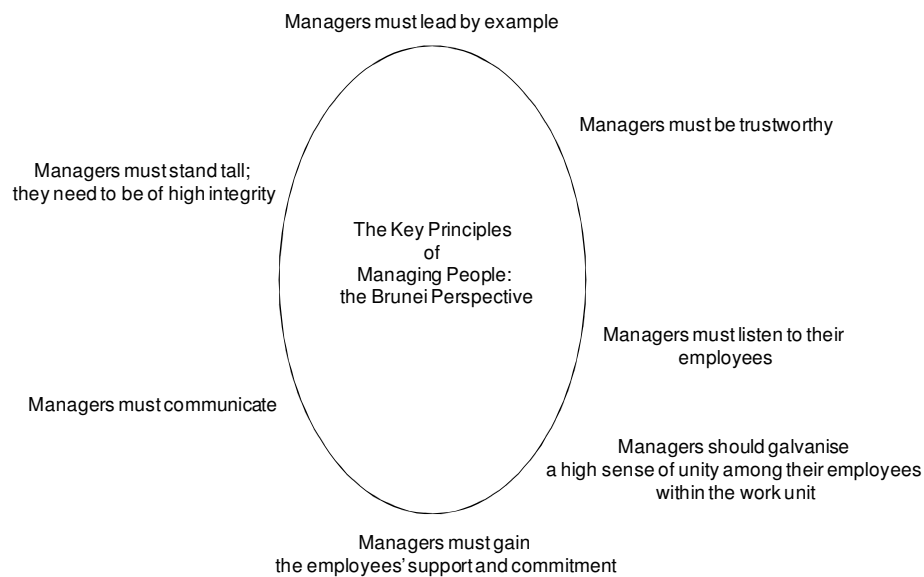 Managers must lead by example
Managers must be trustworthy
Managers must stand tall;
they need to be of high integrity
The Key Principles
of
Managing People:
the Brunei Perspective
Managers must listen to their
employees
Managers must communicate
Managers should galvanise
a high sense of unity among their employees
within the work unit
Managers must gain
the employees' support and commitment